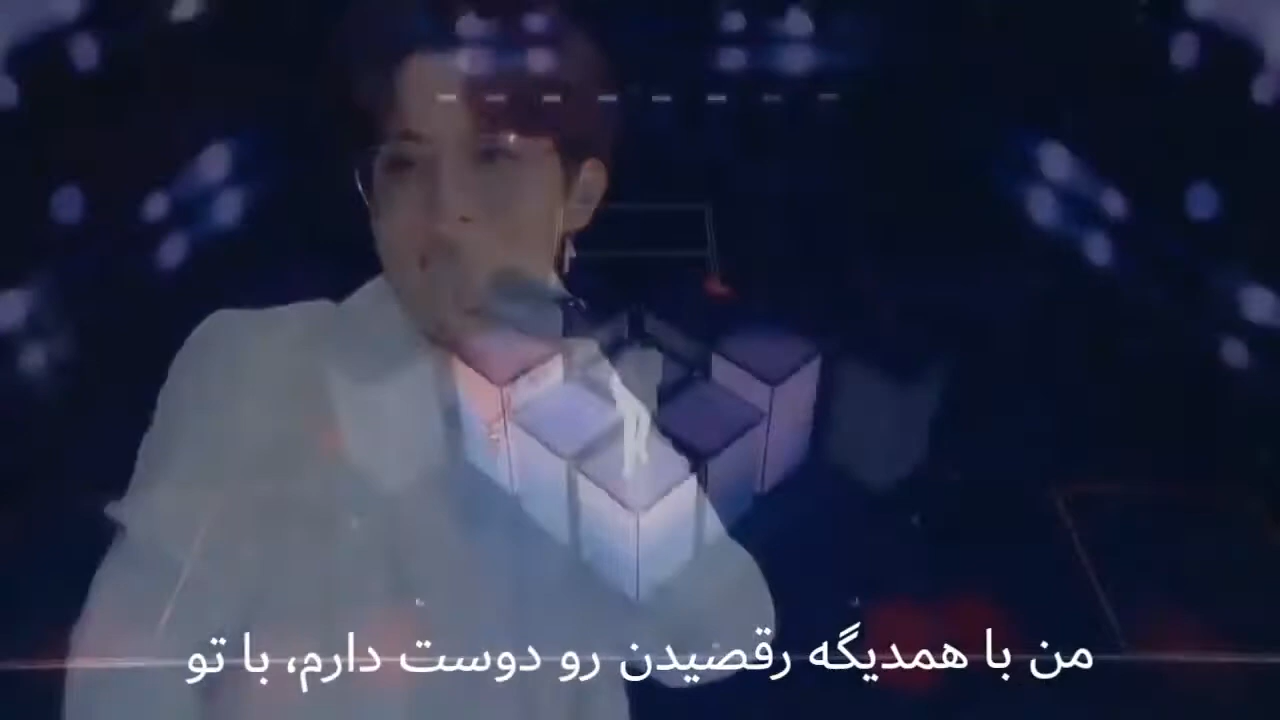 من با همدیگه رقصیدن رو دوست دارم، با تو